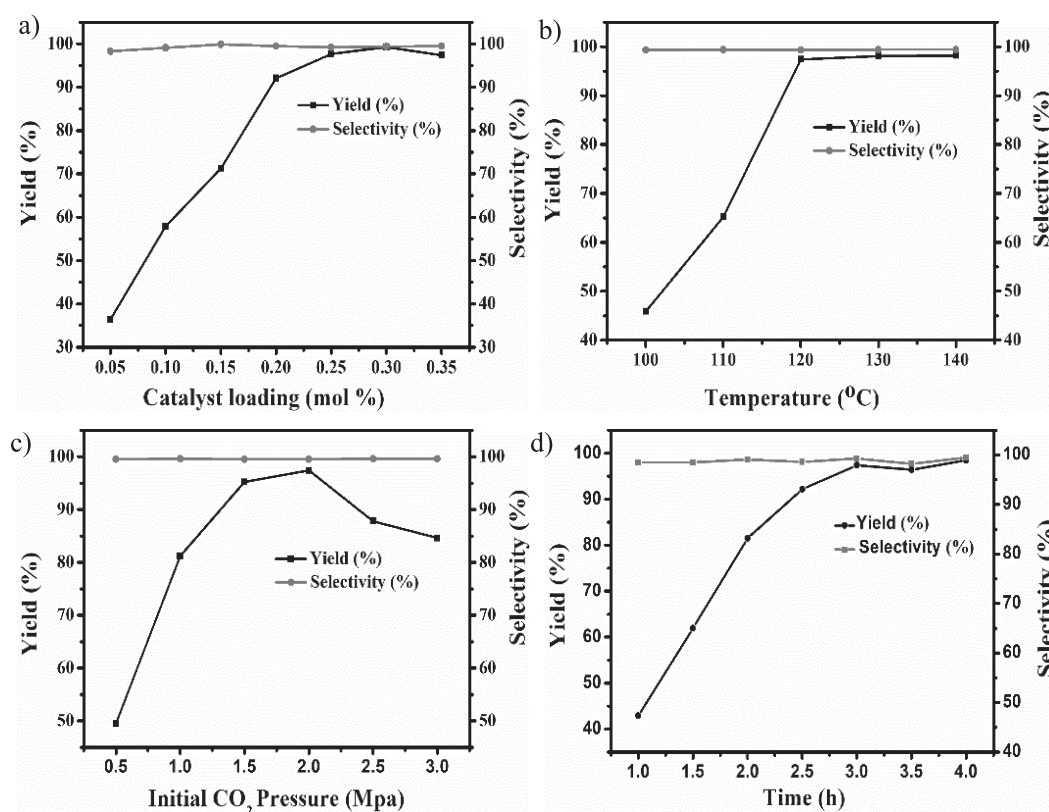 a)
Yield (%)
100
90
80
70
60
50
40
30
Yield (%)
Selectivity (%)
100
90
80
70
60
50
40
30
Selectivity (%)
0.05 0.10 0.15 0.20 0.25 0.30 0.35
Catalyst loading (mol %)
b)
Yield (%)
100
90
80
70
60
50
40
Yield (%)
Selectivity (%)
100
90
80
70
60
50
40
Selectivity (%)
100 110 120 130 140
Temperature (⁰C)
c)
Yield (%)
100
90
80
70
60
50
Yield (%)
Selectivity (%)
100
90
80
70
60
50
Selectivity (%)
0.5 1.0 1.5 2.0 2.5 3.0
Initial CO₂ Pressure (Mpa)
d)
Yield (%)
100
90
80
70
60
50
40
Yield (%)
Selectivity (%)
100
90
80
70
60
50
40
Selectivity (%)
1.0 1.5 2.0 2.5 3.0 3.5 4.0
Time (h)